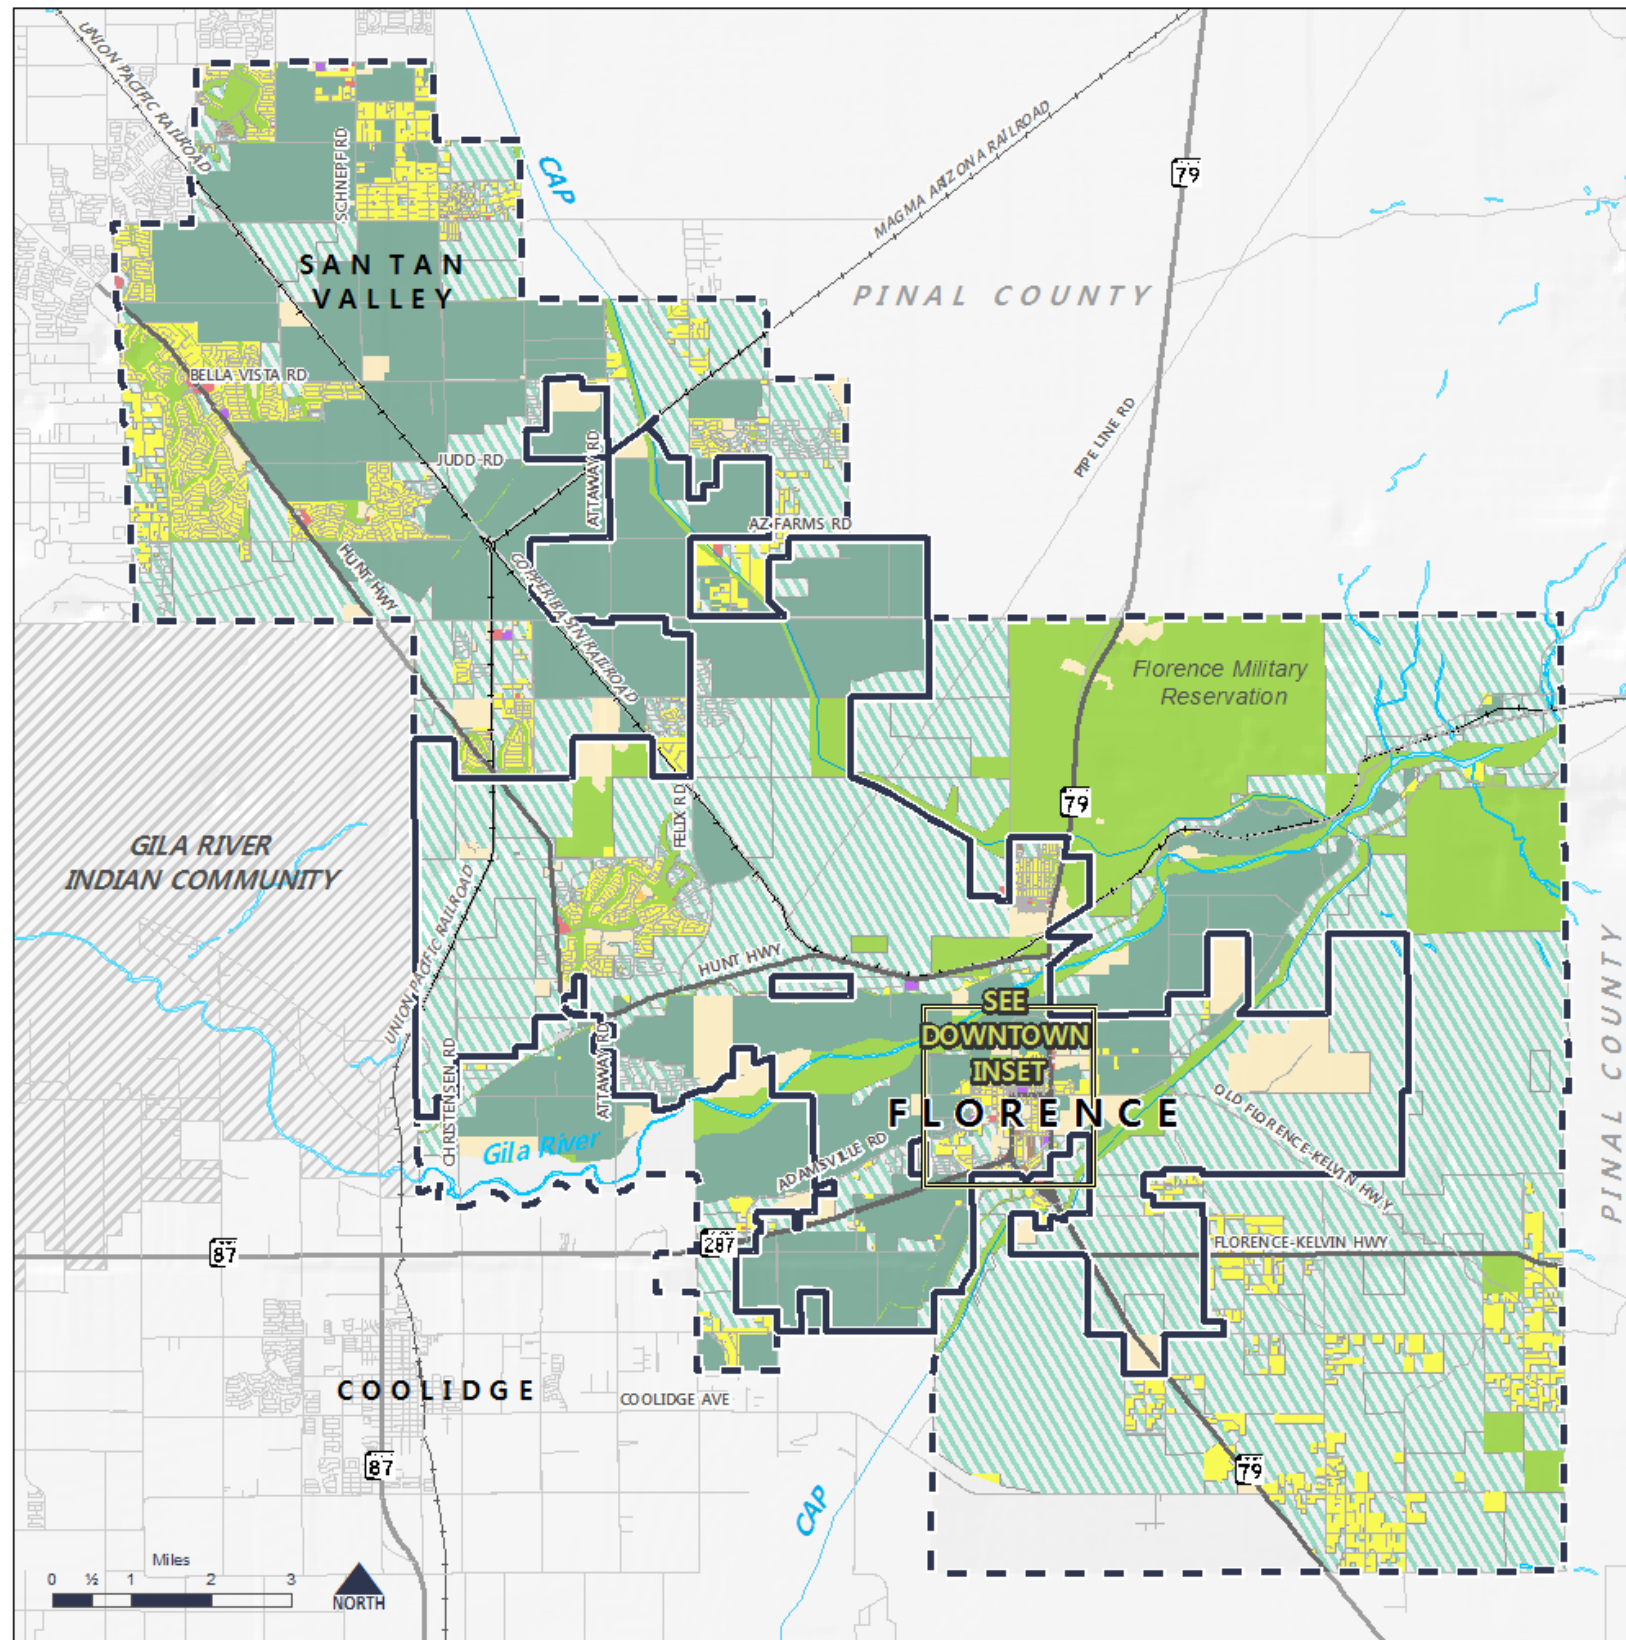 UNION PACIFIC RAILROAD
SCHNEPF RD
CAP
MAGMA ARIZONA RAILROAD
79
SAN TAN
VALLEY
PINAL COUNTY
BELLA VISTA RD
JUDD RD
ATTAWAY RD
PIPE LINE RD
AZ FARMS RD
HUNT HWY
COPPER BASIN RAILROAD
Florence Military
Reservation
79
GILA RIVER
INDIAN COMMUNITY
FELIX RD
UNION PACIFIC RAILROAD
HUNT HWY
PINAL COUNTY
SEE
DOWNTOWN
INSET
CHRISTENSEN RD
ATTAWAY RD
FLORENCE
OLD FLORENCE-KELVIN HWY
Gila River
ADAMSVILLE RD
87
287
FLORENCE-KELVIN HWY
COOLIDGE
COOLIDGE AVE
87
79
CAP
Miles
0 ½ 1 2 3
NORTH